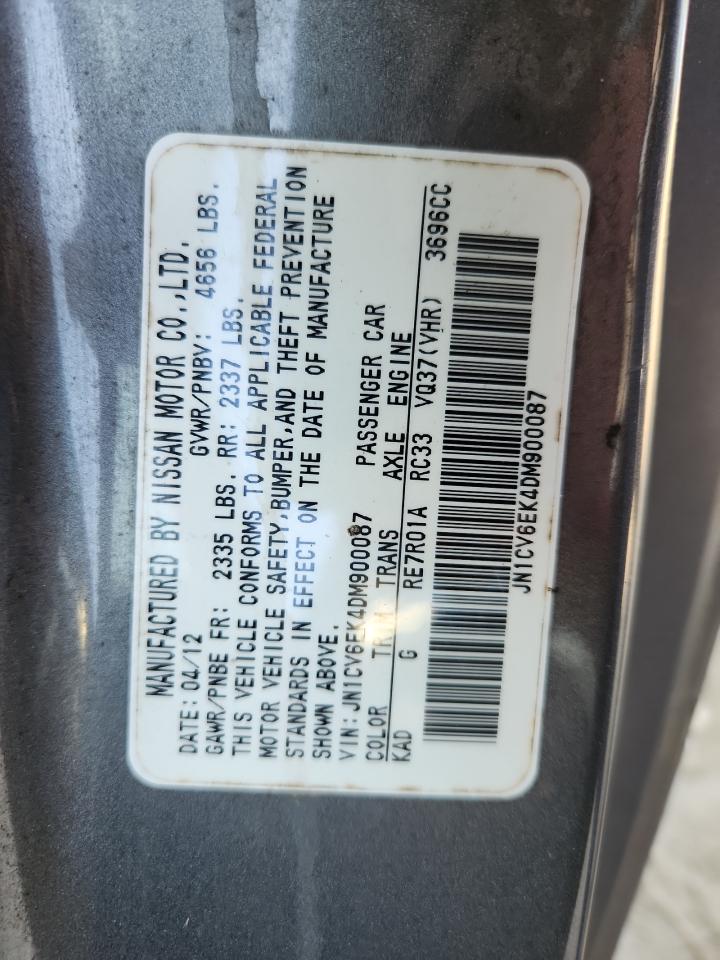 MANUFACTURED BY NISSAN MOTOR CO.,LTD.
DATE: 04/12 GVWR/PNBV: 4656 LBS.
GAWR/PNBE FR: 2335 LBS. RR: 2337 LBS.
THIS VEHICLE CONFORMS TO ALL APPLICABLE FEDERAL
MOTOR VEHICLE SAFETY,BUMPER,AND THEFT PREVENTION
STANDARDS IN EFFECT ON THE DATE OF MANUFACTURE
SHOWN ABOVE.
VIN:JN1CV6EK4DM900087 PASSENGER CAR
COLOR TRIM TRANS AXLE ENGINE
KAD G RE7R01A RC33 VQ37(VHR) 3696CC
JN1CV6EK4DM900087